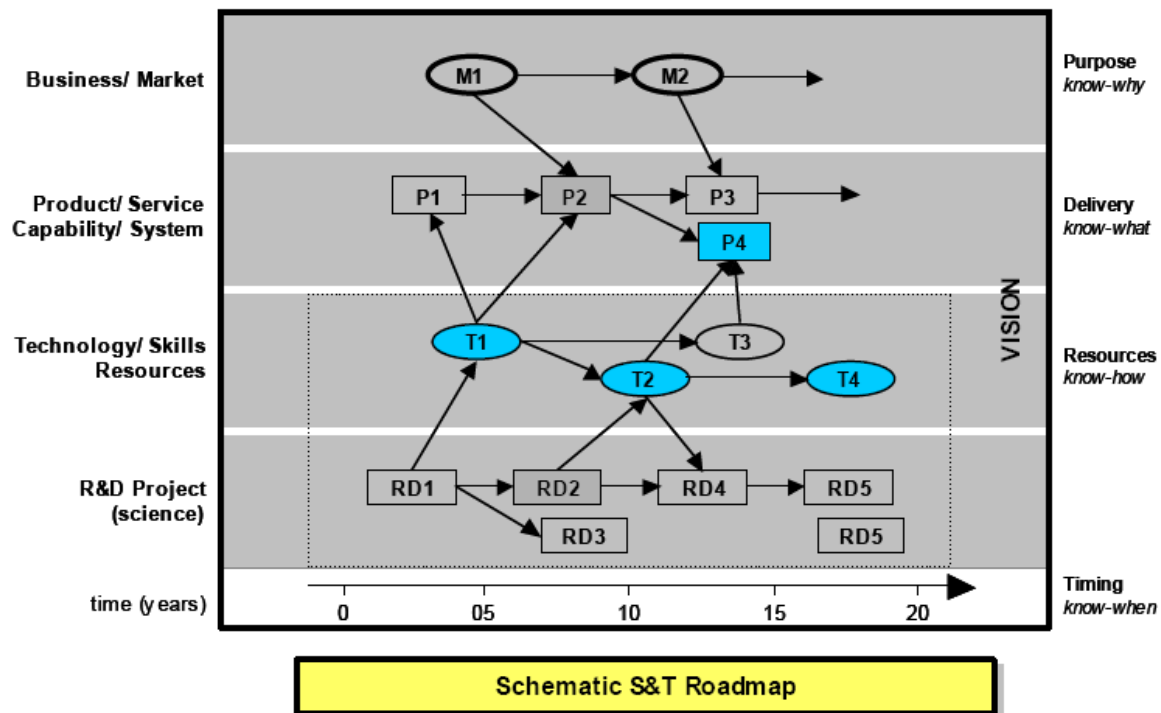 Business/ Market
M1
M2
Purpose
know-why
Product/ Service
Capability/ System
P1
P2
P3
P4
Delivery
know-what
VISION
Technology/ Skills
Resources
T1
T3
T2
T4
Resources
know-how
R&D Project
(science)
RD1
RD2
RD4
RD5
RD3
RD5
time (years)
0
05
10
15
20
Timing
know-when
Schematic S&T Roadmap